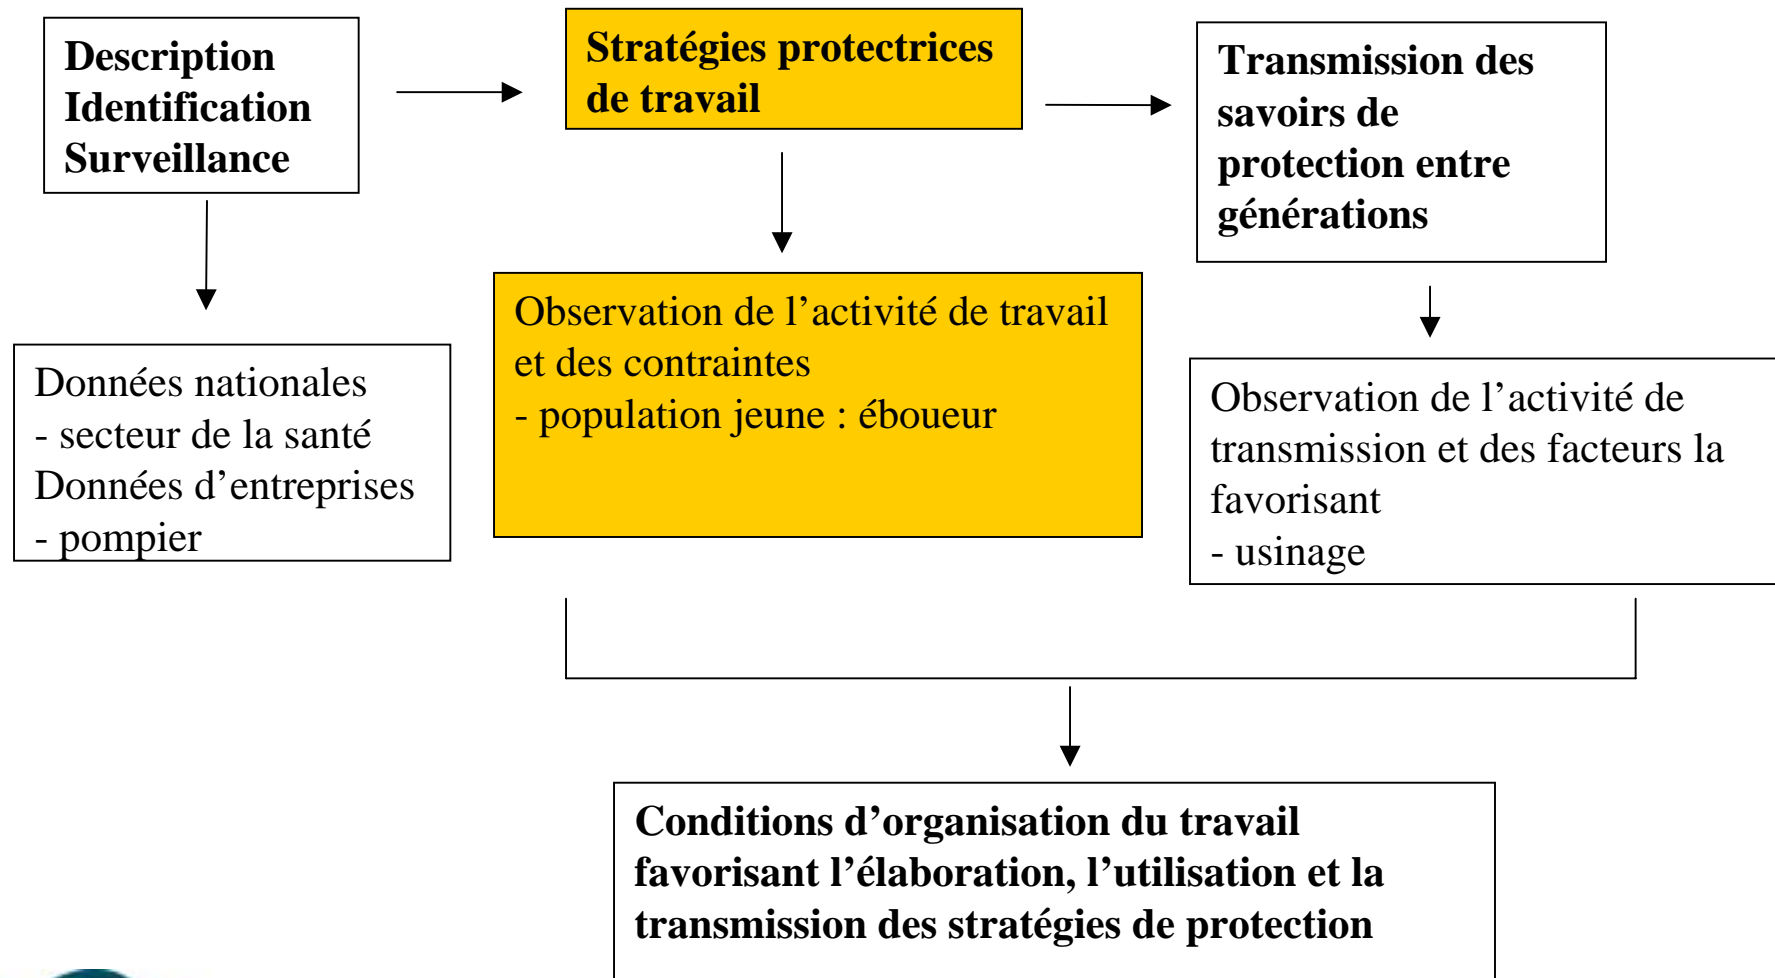 Description
Identification
Surveillance
Stratégies protectrices
de travail
Transmission des
savoirs de
protection entre
générations
Données nationales
- secteur de la santé
Données d’entreprises
- pompier
Observation de l’activité de travail
et des contraintes
- population jeune : éboueur
Observation de l’activité de
transmission et des facteurs la
favorisant
- usinage
Conditions d’organisation du travail
favorisant l’élaboration, l’utilisation et la
transmission des stratégies de protection